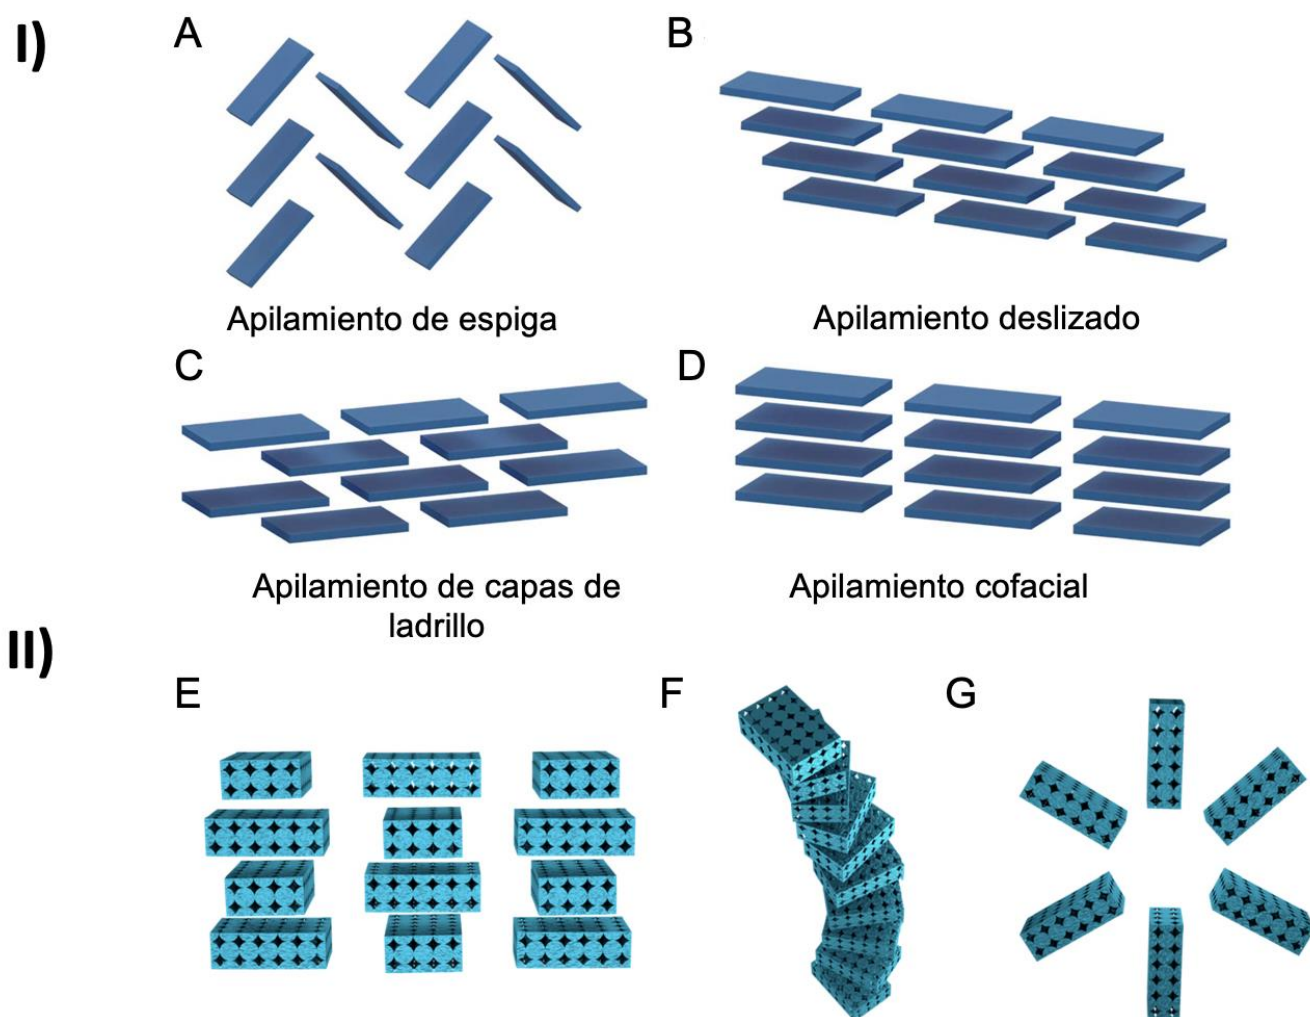 I)
A
B
Apilamiento de espiga
Apilamiento deslizado
C
D
Apilamiento de capas de
ladrillo
Apilamiento cofacial
II)
E
F
G